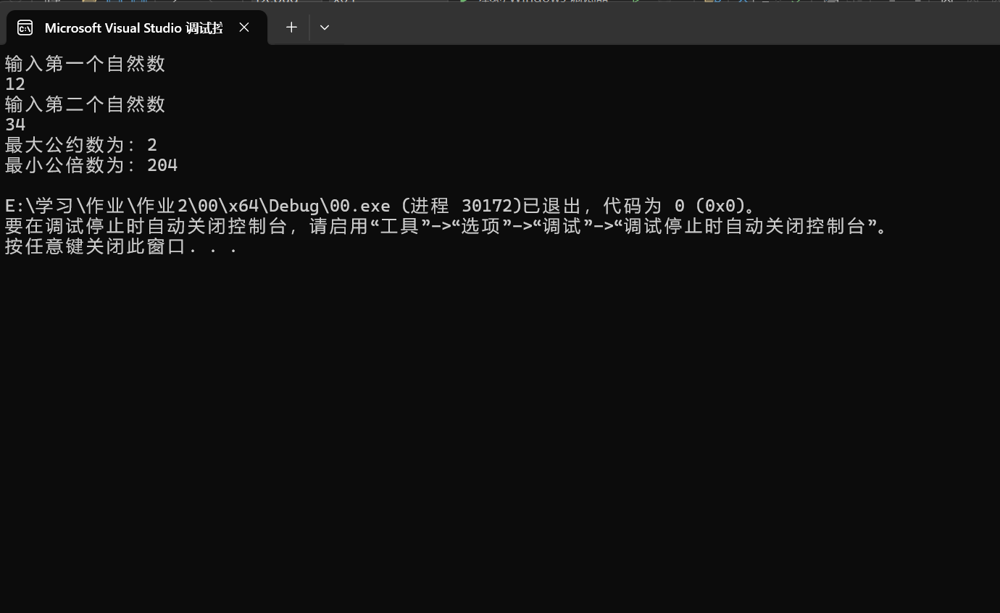 Microsoft Visual Studio 调试控
输入第一个自然数
12
输入第二个自然数
34
最大公约数为: 2
最小公倍数为: 204
E:\学习\作业\作业2\00\x64\Debug\00.exe (进程 30172)已退出，代码为 0 (0x0)。
要在调试停止时自动关闭控制台，请启用“工具”->“选项”->“调试”->“调试停止时自动关闭控制台”。
按任意键关闭此窗口. . .